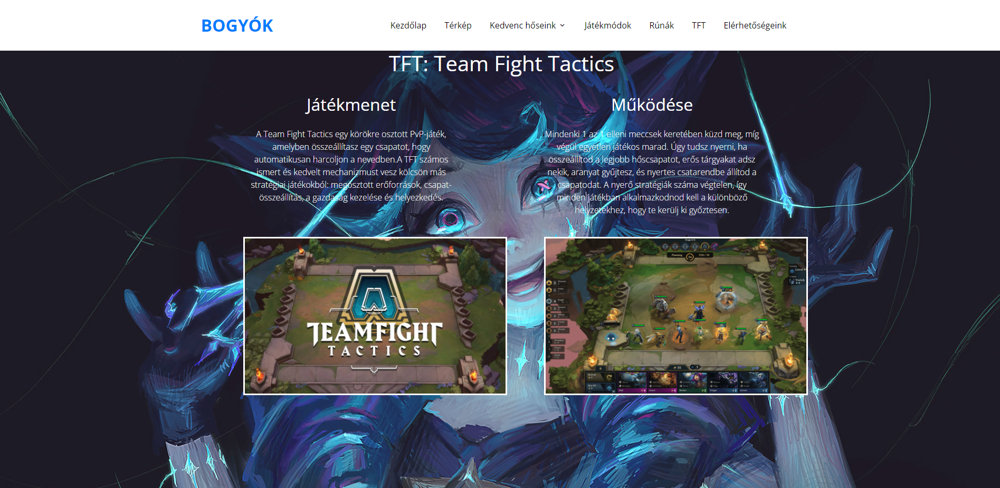 BOGYÓK
Kezdőlap Térkép Kedvenc hőseink Játékmódok Rúnák TFT Elérhetőségeink
TFT: Team Fight Tactics
Játékmenet
A Team Fight Tactics egy körökre osztott PvP-játék,
amelyben összeállítasz egy csapatot, hogy
automatikusan harcoljon a nevedben.A TFT számos
ismert és kedvelt mechanizmust vesz kölcsön más
stratégiai játékokból: megosztott erőforrások, csapat-
összeállítás, a gazdaság kezelése és helyezkedés.
Működése
Mindenki 1 az 1 elleni meccsek keretében küzd meg, míg
végül egyetlen játékos marad. Úgy tudsz nyerni, ha
összeállítod a legjobb hőscsapatot, erős tárgyakat adsz
nekik, aranyat gyűjtesz, és nyertes csatarendbe állítod a
csapatodat. A nyerő stratégiák száma végtelen, így
minden játékban alkalmazkodnod kell a különböző
helyzetekhez, hogy te kerülj ki győztesen.
TEAMFIGHT
TACTICS
Planning